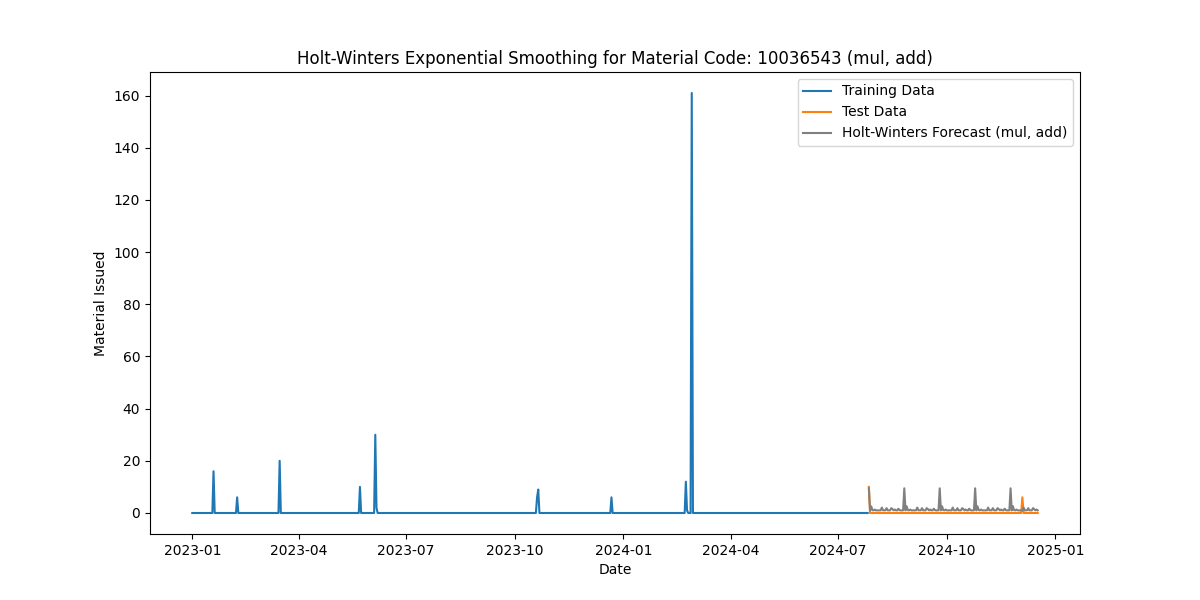 Holt-Winters Exponential Smoothing for Material Code: 10036543 (mul, add)
Training Data
Test Data
Holt-Winters Forecast (mul, add)
Material Issued
160
140
120
100
80
60
40
20
0
2023-01 2023-04 2023-07 2023-10 2024-01 2024-04 2024-07 2024-10 2025-01
Date